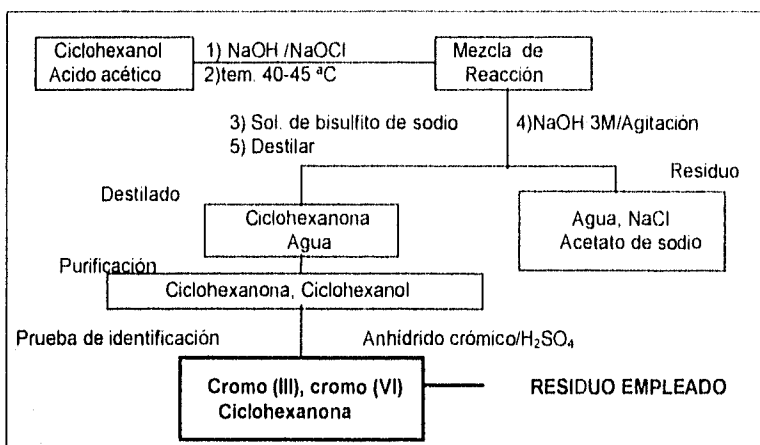 Ciclohexanol
Acido acético
1) NaOH /NaOCl
2)tem. 40-45 ªC
Mezcla de
Reacción
3) Sol. de bisulfito de sodio
5) Destilar
4)NaOH 3M/Agitación
Residuo
Destilado
Ciclohexanona
Agua
Agua, NaCl
Acetato de sodio
Purificación
Ciclohexanona, Ciclohexanol
Prueba de identificación
Anhídrido crómico/H₂SO₄
Cromo (III), cromo (VI)
Ciclohexanona
RESIDUO EMPLEADO